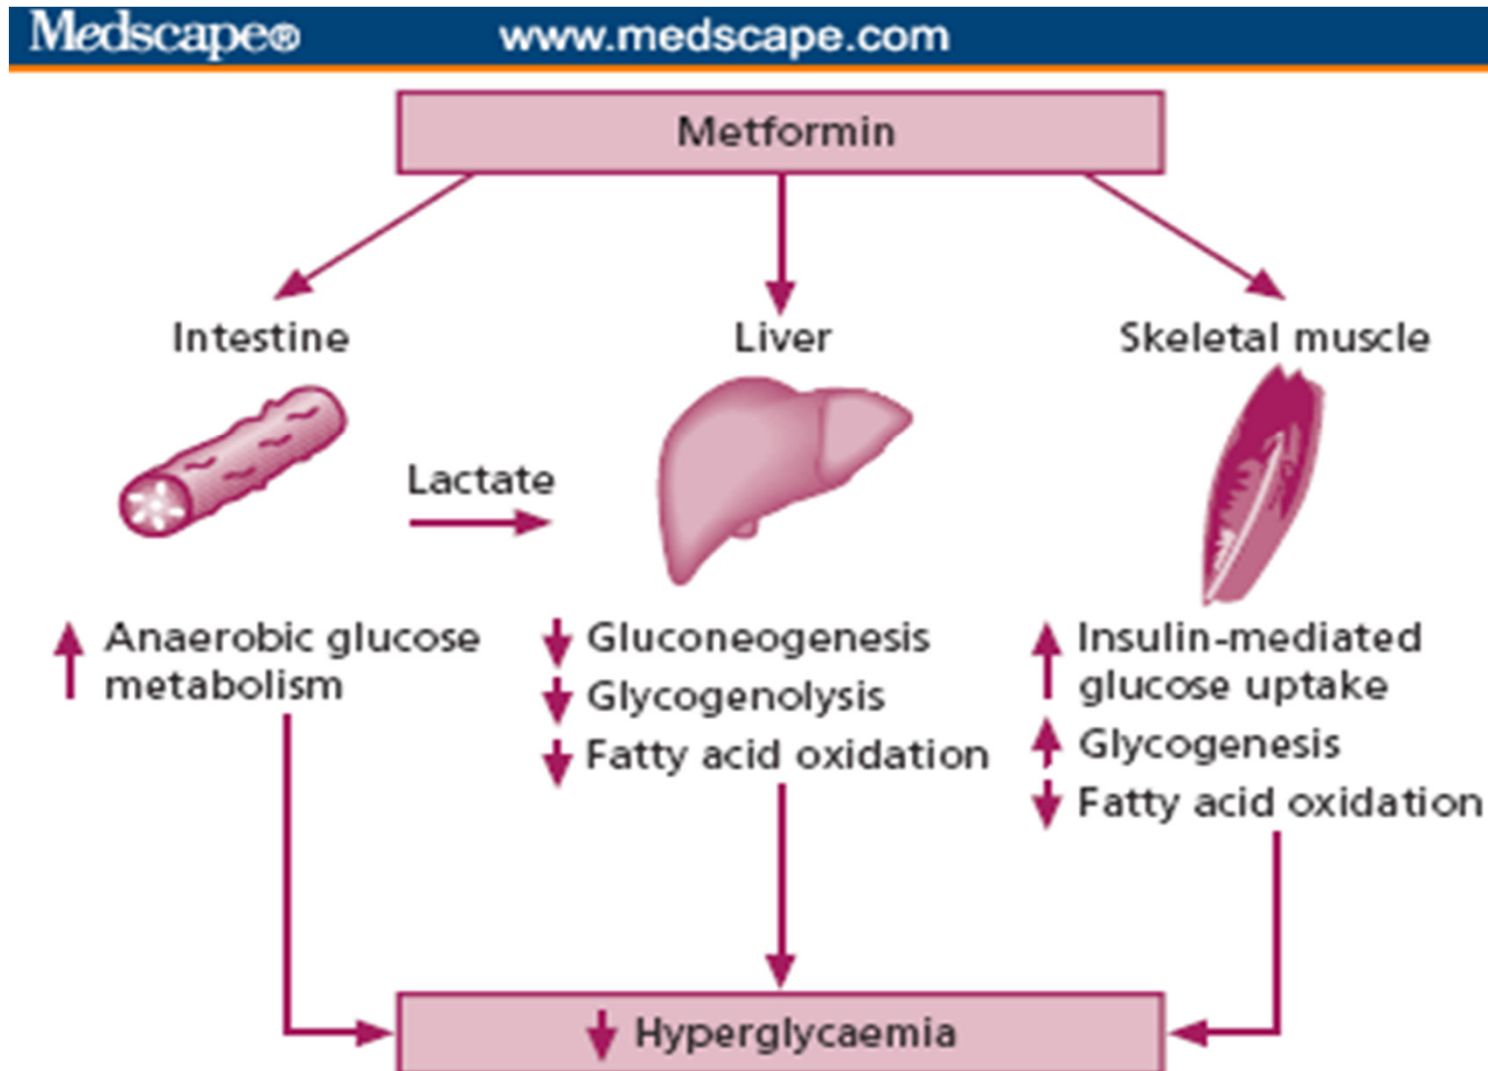 Medscape® www.medscape.com
Metformin
Intestine
Liver
Skeletal muscle
Lactate
↑ Anaerobic glucose
metabolism
↓ Gluconeogenesis
↓ Glycogenolysis
↓ Fatty acid oxidation
↑ Insulin-mediated
glucose uptake
↑ Glycogenesis
↓ Fatty acid oxidation
↓ Hyperglycaemia